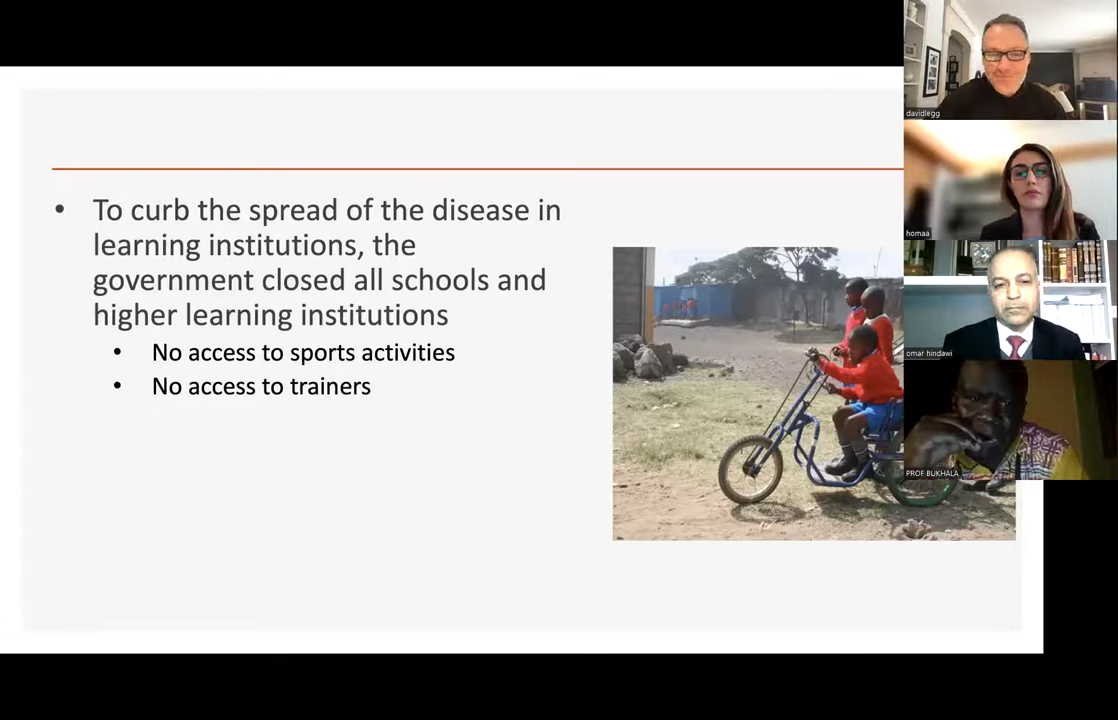 • To curb the spread of the disease in
learning institutions, the
government closed all schools and
higher learning institutions
• No access to sports activities
• No access to trainers
davidlegg
homaa
omar hindawi
PROF BUKHALA